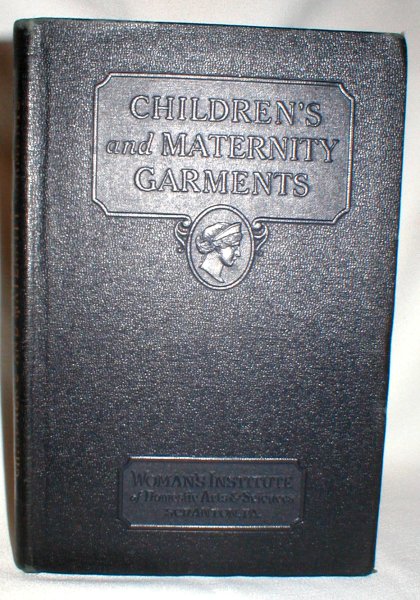 CHILDREN'S
and MATERNITY
GARMENTS
WOMAN'S INSTITUTE
of Domestic Arts & Sciences
SCRANTON, PA.